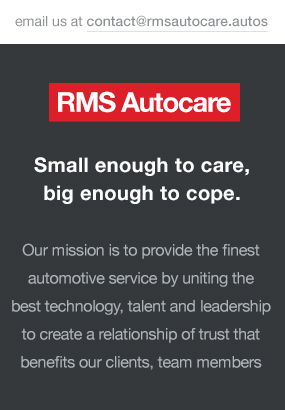 email us at contact@rmsautocare.autos
RMS Autocare
Small enough to care,
big enough to cope.
Our mission is to provide the finest
automotive service by uniting the
best technology, talent and leadership
to create a relationship of trust that
benefits our clients, team members